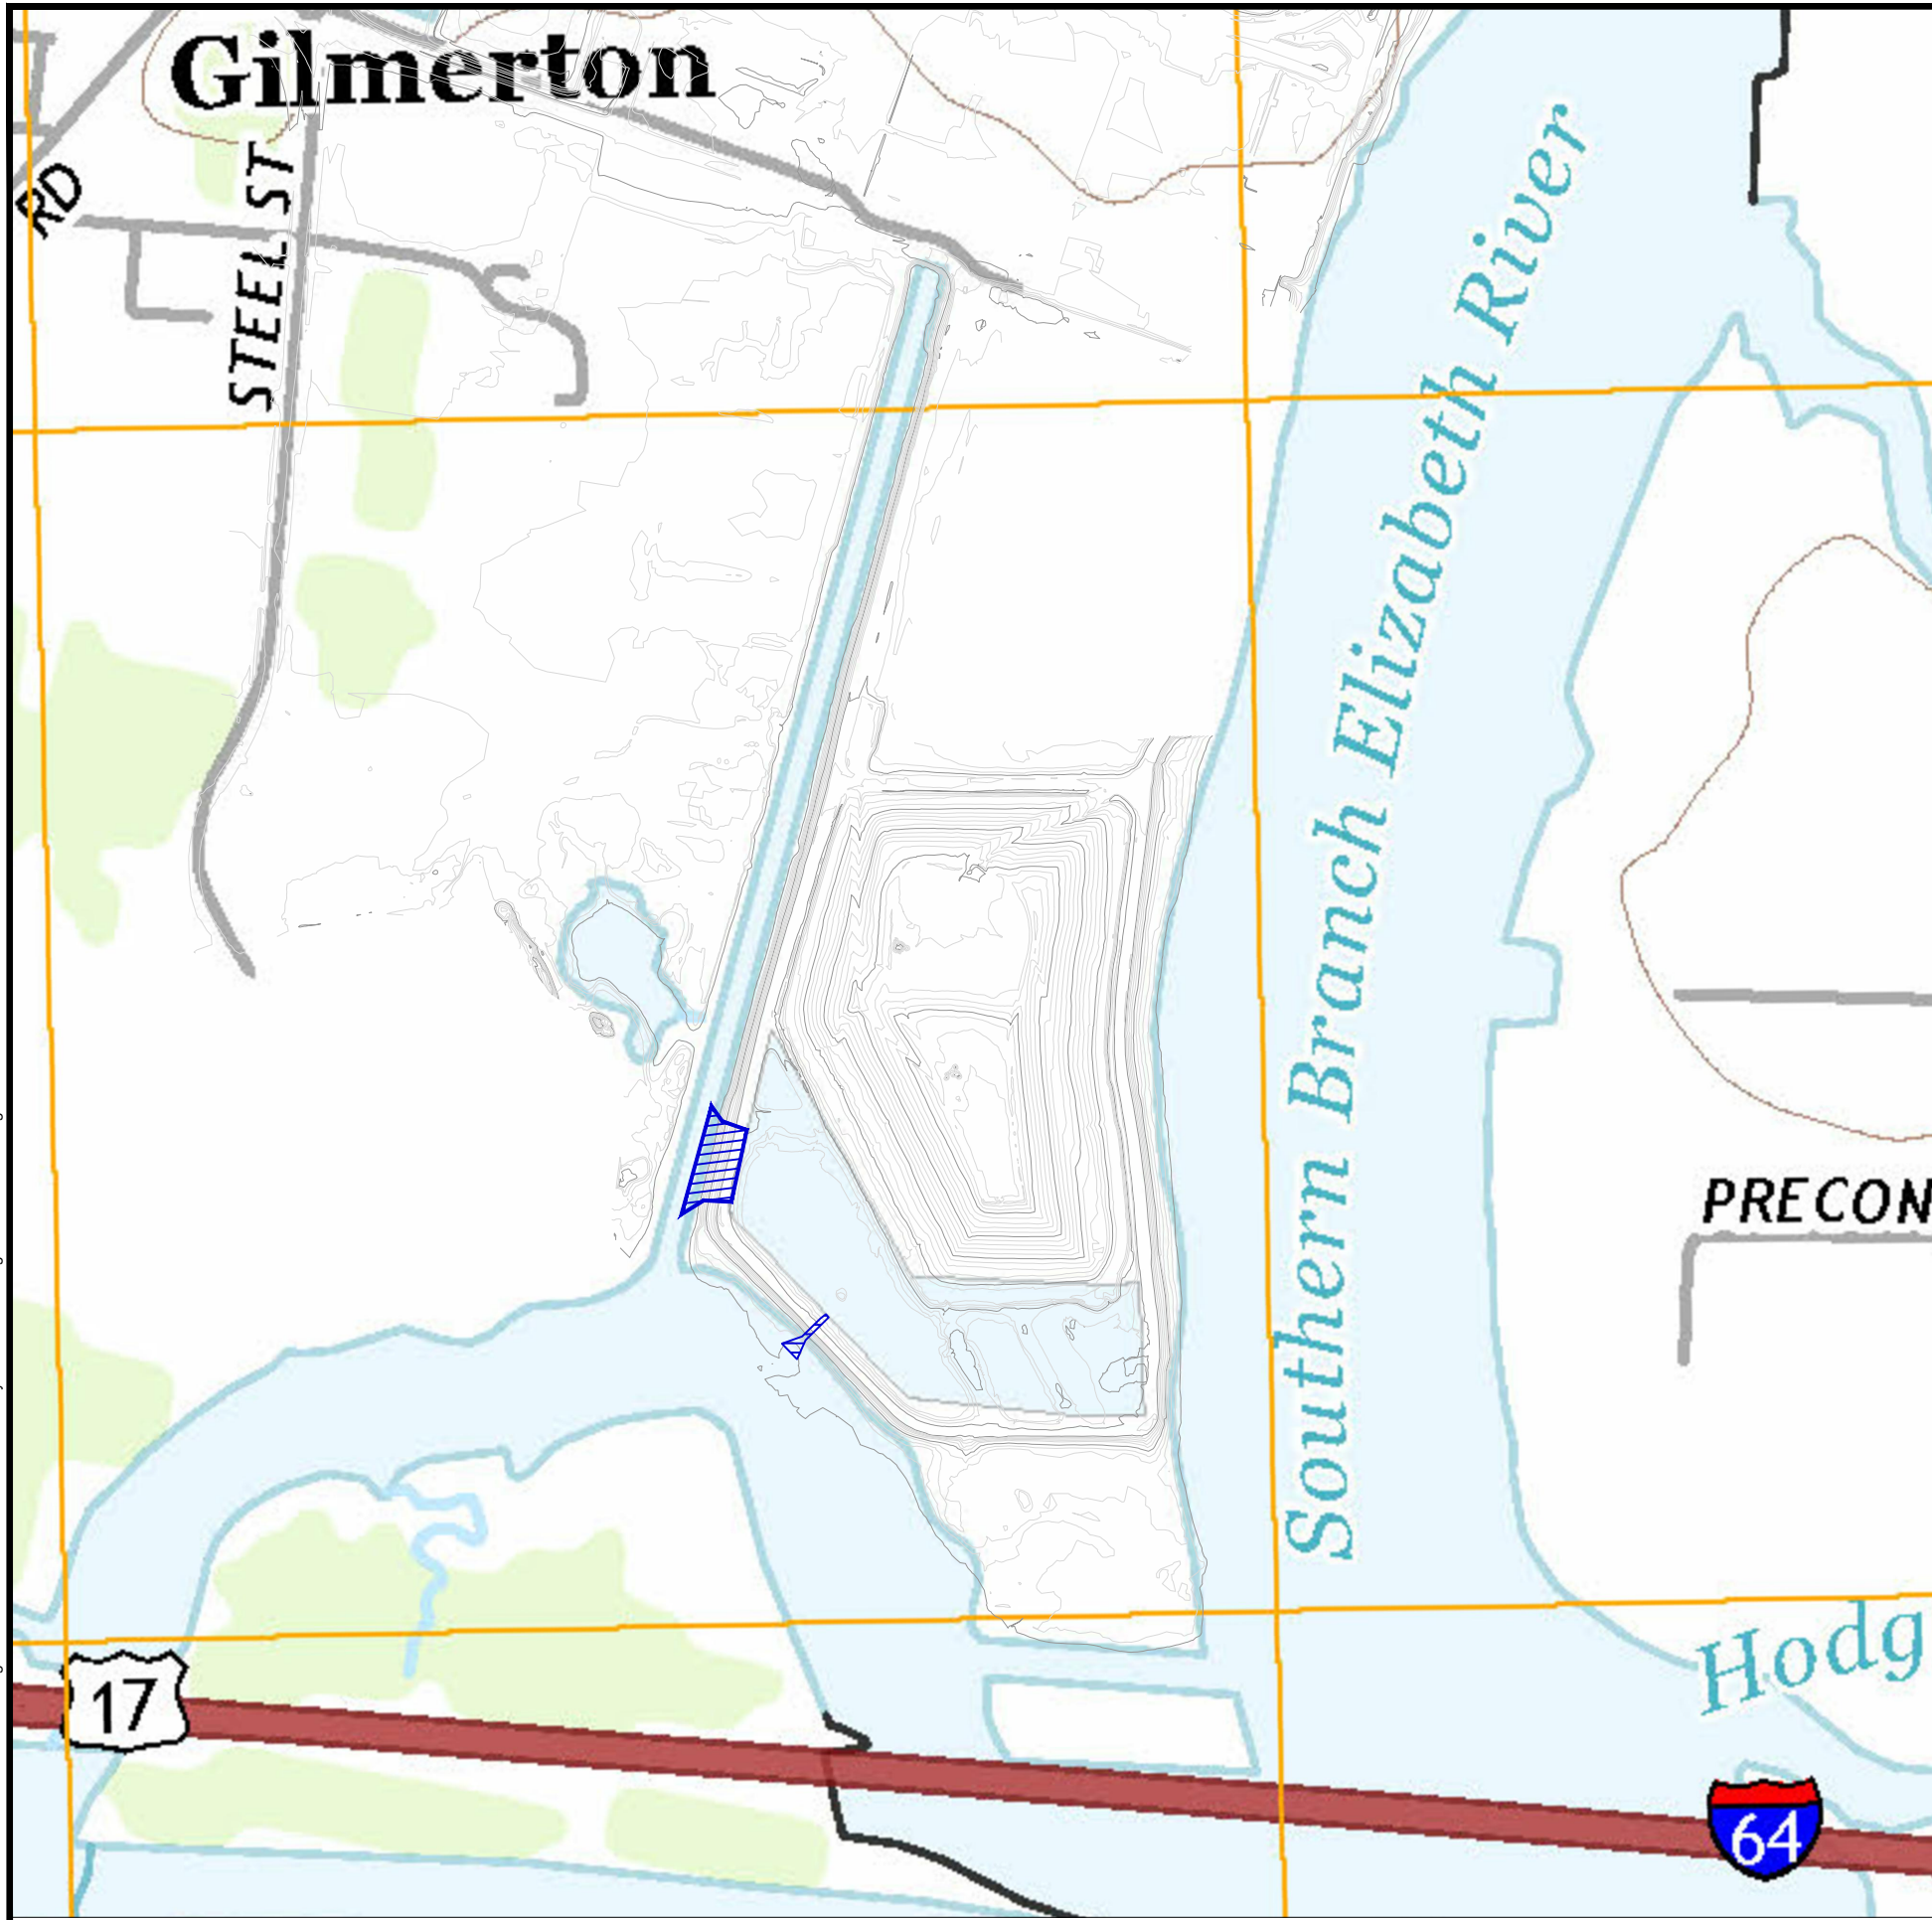 Gilmerton
RD
STEEL ST
Southern Branch Elizabeth River
PRECON
Hodg
17
64